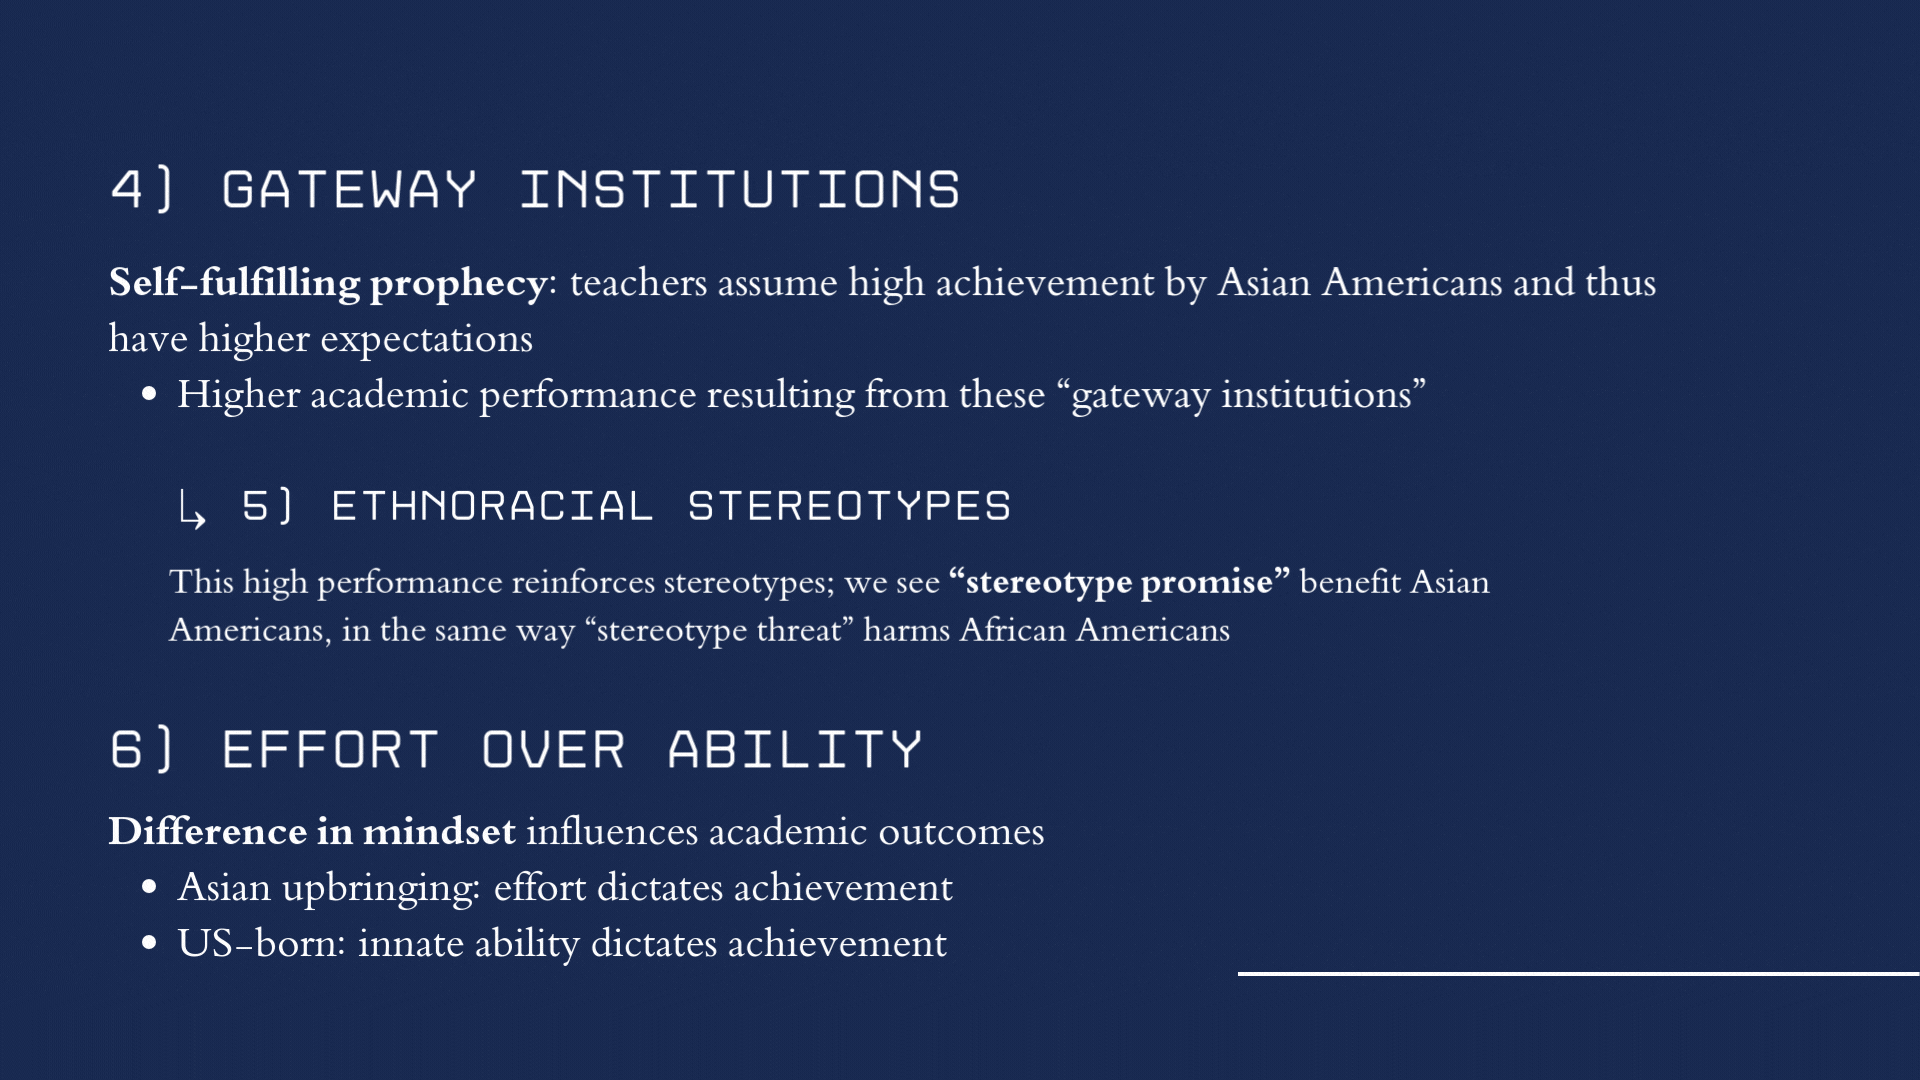 4) GATEWAY INSTITUTIONS
Self-fulfilling prophecy: teachers assume high achievement by Asian Americans and thus
have higher expectations
• Higher academic performance resulting from these “gateway institutions”
↳ 5) ETHNORACIAL STEREOTYPES
This high performance reinforces stereotypes; we see “stereotype promise” benefit Asian
Americans, in the same way “stereotype threat” harms African Americans
6) EFFORT OVER ABILITY
Difference in mindset influences academic outcomes
• Asian upbringing: effort dictates achievement
• US-born: innate ability dictates achievement